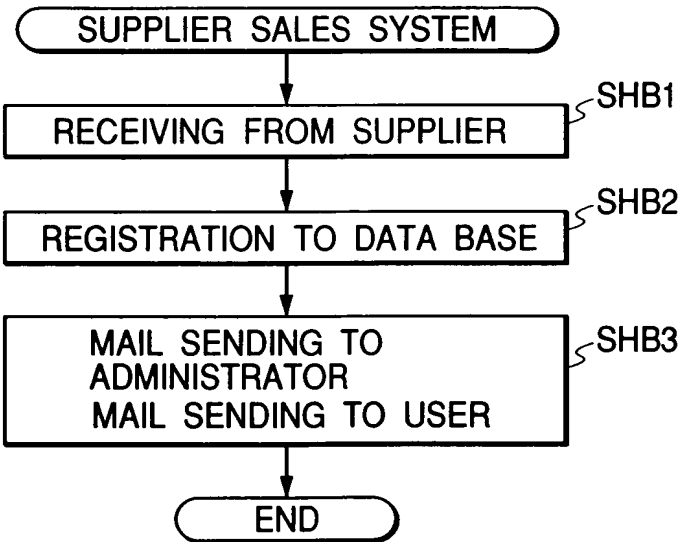 SUPPLIER SALES SYSTEM
SHB1
RECEIVING FROM SUPPLIER
SHB2
REGISTRATION TO DATA BASE
SHB3
MAIL SENDING TO
ADMINISTRATOR
MAIL SENDING TO USER
END